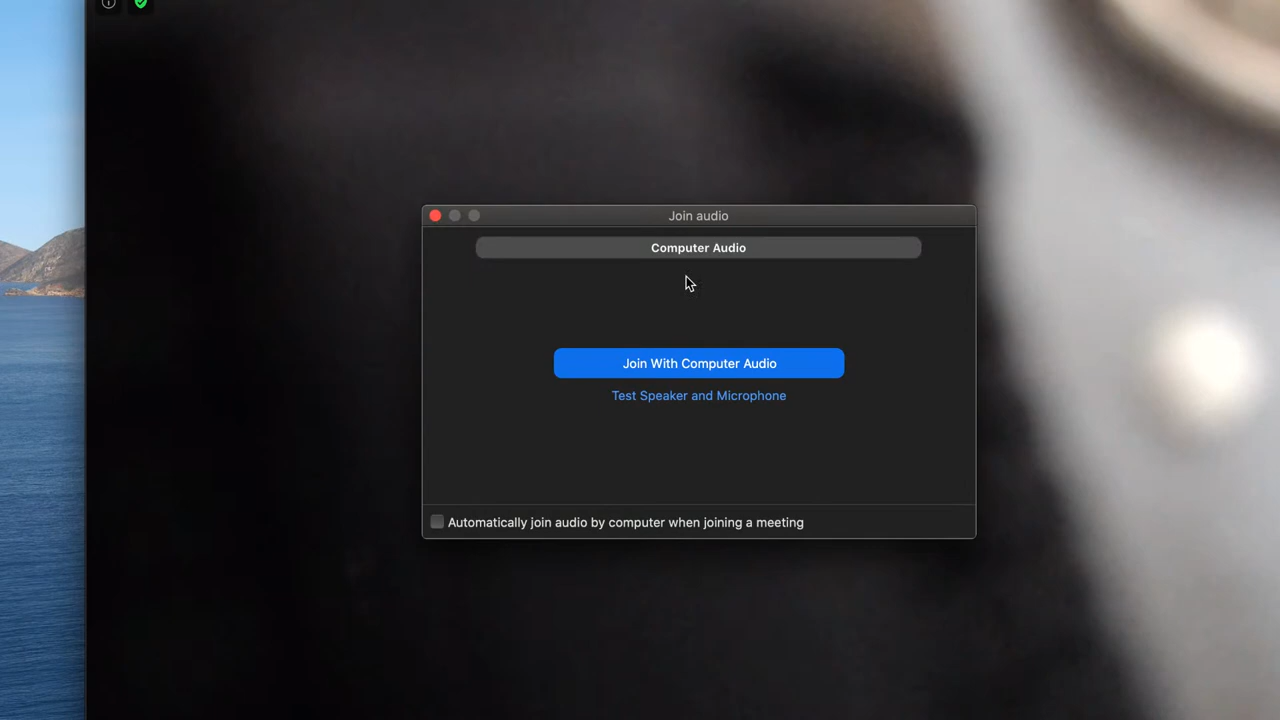 Join audio
Computer Audio
Join With Computer Audio
Test Speaker and Microphone
Automatically join audio by computer when joining a meeting